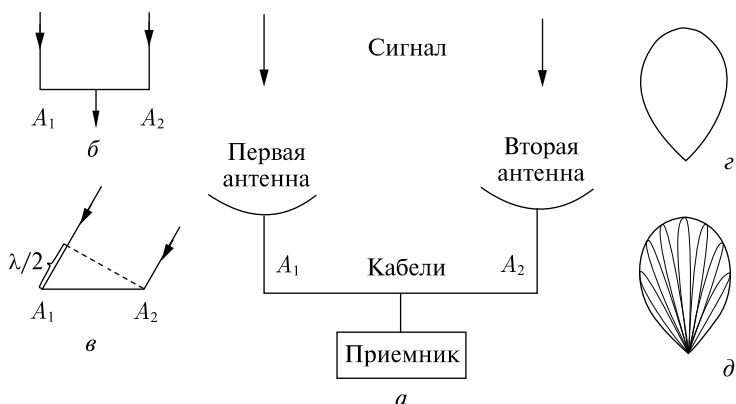 Сигнал
A1
A2
б
Первая
антенна
Вторая
антенна
г
λ/2
A1
A2
в
A1
Кабели
A2
Приемник
а
д